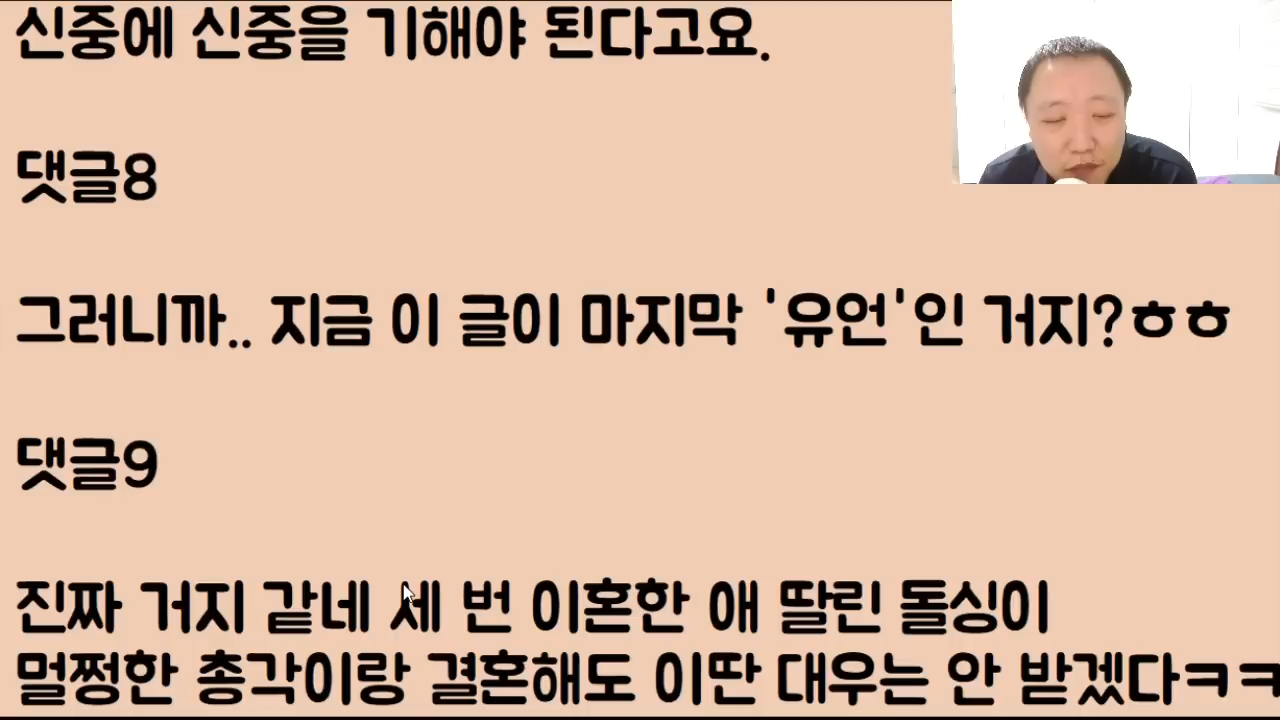 신중에 신중을 기해야 된다고요.
댓글8
그러니까.. 지금 이 글이 마지막 '유언'인 거지?ㅎㅎ
댓글9
진짜 거지 같네 세 번 이혼한 애 딸린 돌싱이
멀쩡한 총각이랑 결혼해도 이딴 대우는 안 받겠다ㅋㅋ